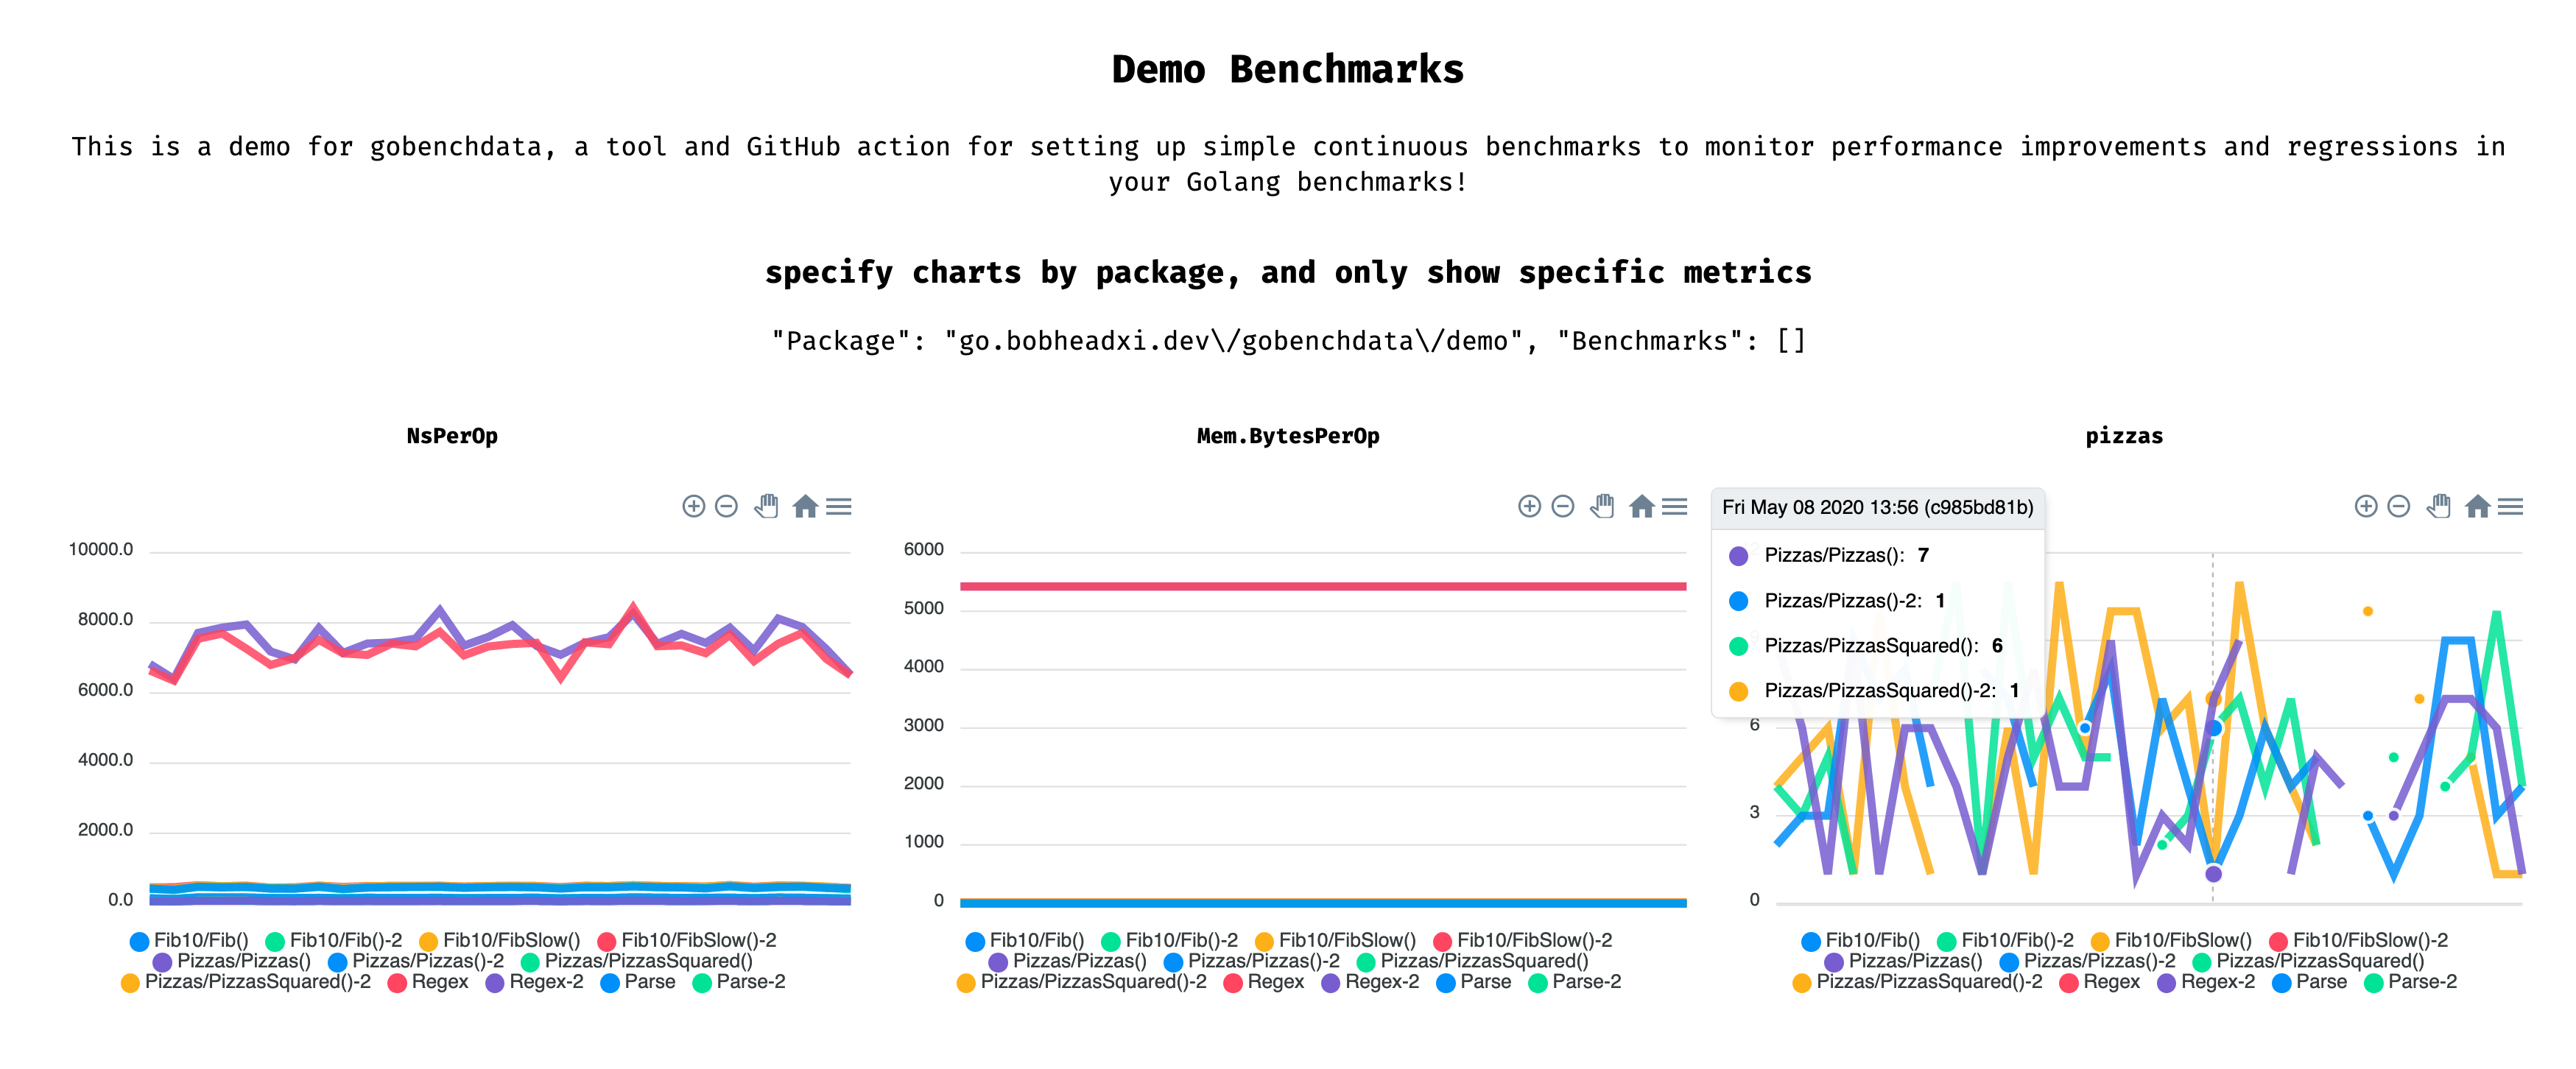 Demo Benchmarks
This is a demo for gobenchdata, a tool and GitHub action for setting up simple continuous benchmarks to monitor performance improvements and regressions in
your Golang benchmarks!
specify charts by package, and only show specific metrics
"Package": "go.bobheadxi.dev\/gobenchdata\/demo", "Benchmarks": []
NsPerOp
10000.0
8000.0
6000.0
4000.0
2000.0
0.0
Fib10/Fib() Fib10/Fib()-2 Fib10/FibSlow() Fib10/FibSlow()-2
Pizzas/Pizzas() Pizzas/Pizzas()-2 Pizzas/PizzasSquared()
Pizzas/PizzasSquared()-2 Regex Regex-2 Parse Parse-2
Mem.BytesPerOp
6000
5000
4000
3000
2000
1000
0
Fib10/Fib() Fib10/Fib()-2 Fib10/FibSlow() Fib10/FibSlow()-2
Pizzas/Pizzas() Pizzas/Pizzas()-2 Pizzas/PizzasSquared()
Pizzas/PizzasSquared()-2 Regex Regex-2 Parse Parse-2
pizzas
Fri May 08 2020 13:56 (c985bd81b)
Pizzas/Pizzas(): 7
Pizzas/Pizzas()-2: 1
Pizzas/PizzasSquared(): 6
Pizzas/PizzasSquared()-2: 1
6
3
0
Fib10/Fib() Fib10/Fib()-2 Fib10/FibSlow() Fib10/FibSlow()-2
Pizzas/Pizzas() Pizzas/Pizzas()-2 Pizzas/PizzasSquared()
Pizzas/PizzasSquared()-2 Regex Regex-2 Parse Parse-2